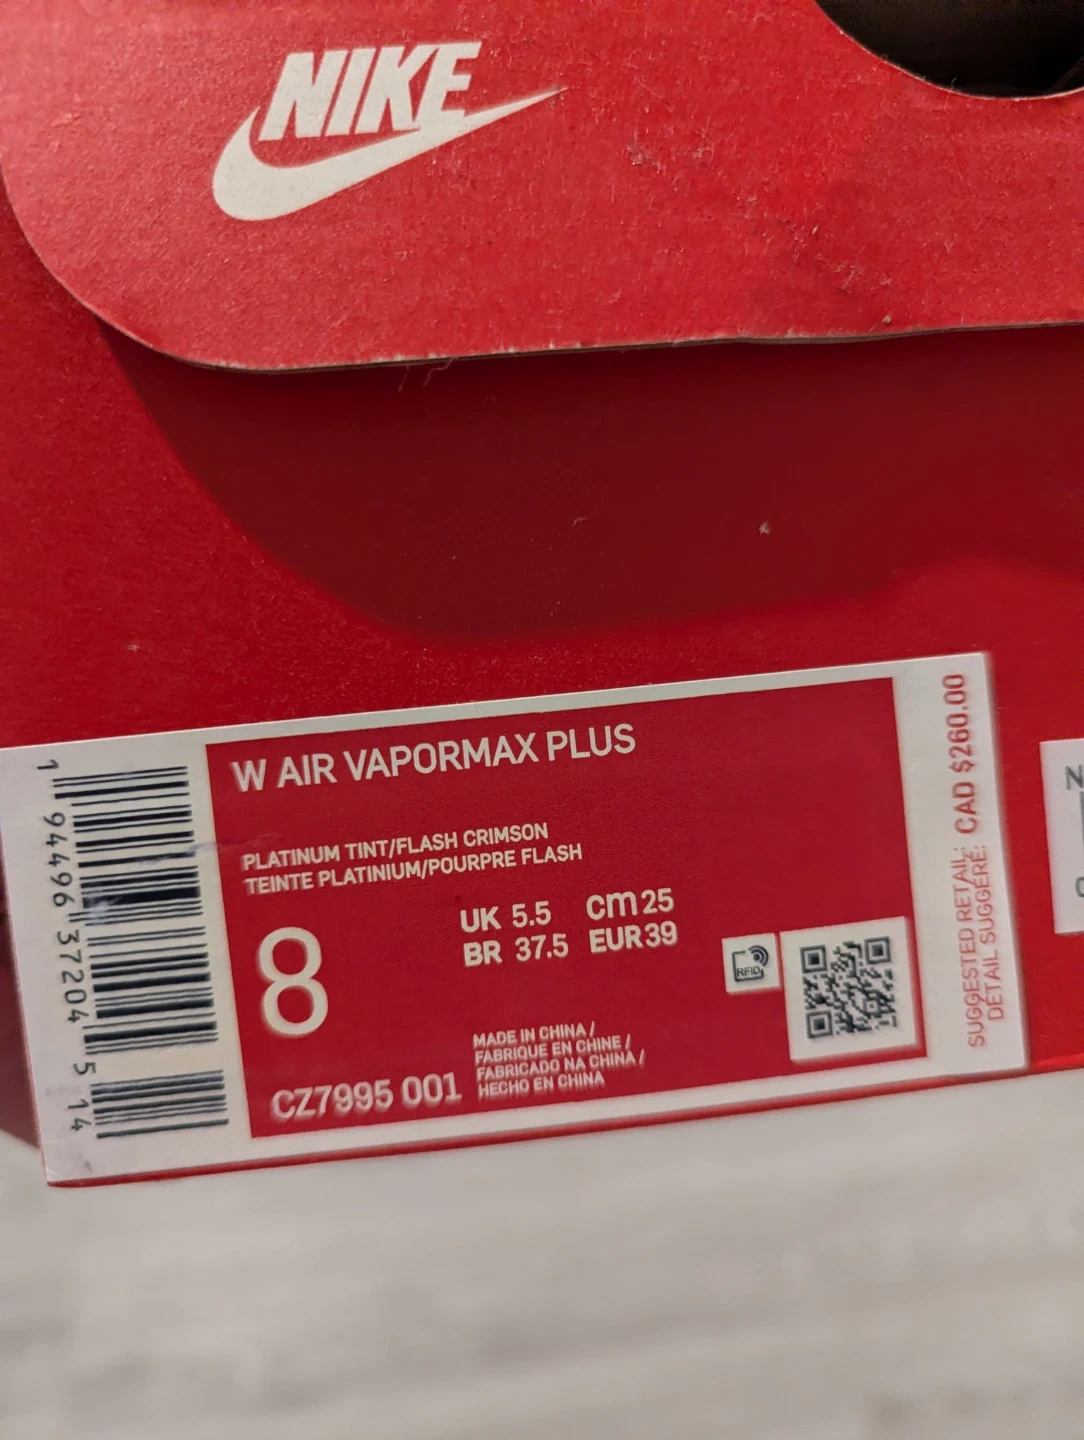 NIKE
W AIR VAPORMAX PLUS
PLATINUM TINT/FLASH CRIMSON
TEINTE PLATINIUM/POURPRE FLASH
8
UK 5.5 cm 25
BR 37.5 EUR 39
RFID
MADE IN CHINA /
FABRIQUE EN CHINE /
FABRICADO NA CHINA /
HECHO EN CHINA
CZ7995 001
1 94496 37204 5 14
SUGGESTED RETAIL: CAD $260.00
DÉTAIL SUGGÉRÉ: